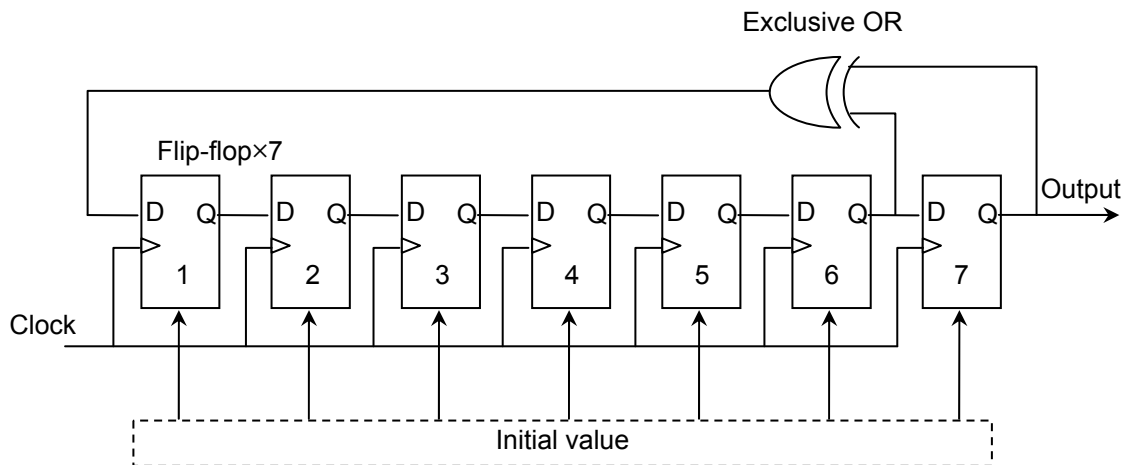 Exclusive OR
Flip-flop×7
D Q D Q D Q D Q D Q D Q D Q
Output
1 2 3 4 5 6 7
Clock
Initial value